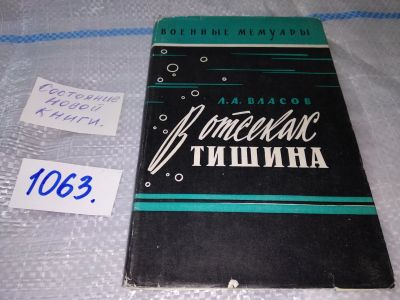 ВОЕННЫЕ МЕМУАРЫ
Л.А. ВЛАСОВ
В отсеках
ТИШИНА
Состояние
новой
книги.
1063.